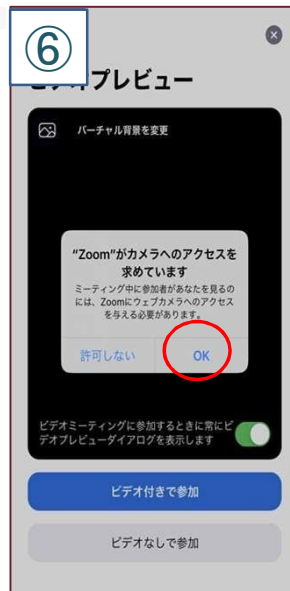 ⑥
ビデオプレビュー
バーチャル背景を変更
"Zoom"がカメラへのアクセスを
求めています
ミーティング中に参加者があなたを見るの
には、Zoomにウェブカメラへのアクセス
を与える必要があります。
許可しない
OK
ビデオミーティングに参加するときに常にビ
デオプレビューダイアログを表示します
ビデオ付きで参加
ビデオなしで参加